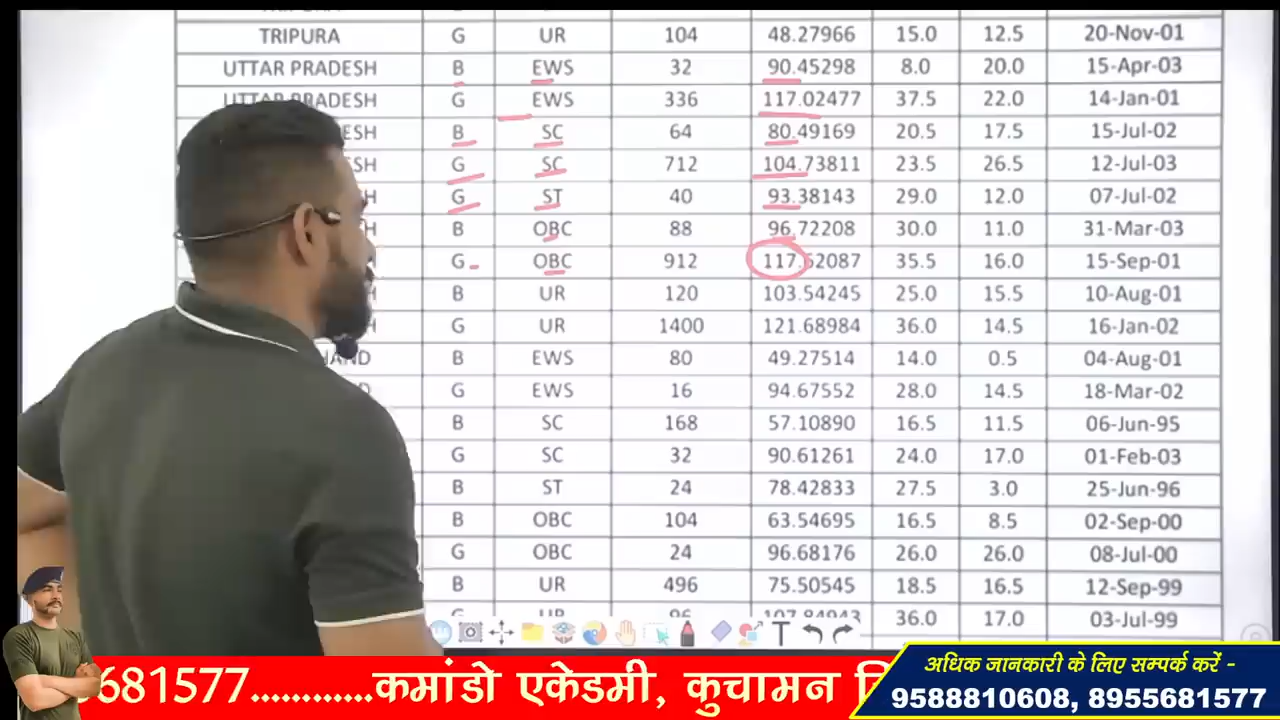 TRIPURA G UR 104 48.27966 15.0 12.5 20-Nov-01
UTTAR PRADESH B EWS 32 90.45298 8.0 20.0 15-Apr-03
UTTAR PRADESH G EWS 336 117.02477 37.5 22.0 14-Jan-01
ESH B SC 64 80.49169 20.5 17.5 15-Jul-02
ESH G SC 712 104.73811 23.5 26.5 12-Jul-03
H G ST 40 93.38143 29.0 12.0 07-Jul-02
H B OBC 88 96.72208 30.0 11.0 31-Mar-03
G OBC 912 117.52087 35.5 16.0 15-Sep-01
B UR 120 103.54245 25.0 15.5 10-Aug-01
H G UR 1400 121.68984 36.0 14.5 16-Jan-02
HAND B EWS 80 49.27514 14.0 0.5 04-Aug-01
D G EWS 16 94.67552 28.0 14.5 18-Mar-02
B SC 168 57.10890 16.5 11.5 06-Jun-95
G SC 32 90.61261 24.0 17.0 01-Feb-03
B ST 24 78.42833 27.5 3.0 25-Jun-96
B OBC 104 63.54695 16.5 8.5 02-Sep-00
G OBC 24 96.68176 26.0 26.0 08-Jul-00
B UR 496 75.50545 18.5 16.5 12-Sep-99
G UR 96 107.84943 36.0 17.0 03-Jul-99
681577............कमांडो एकेडमी, कुचामन
अधिक जानकारी के लिए सम्पर्क करें -
9588810608, 8955681577